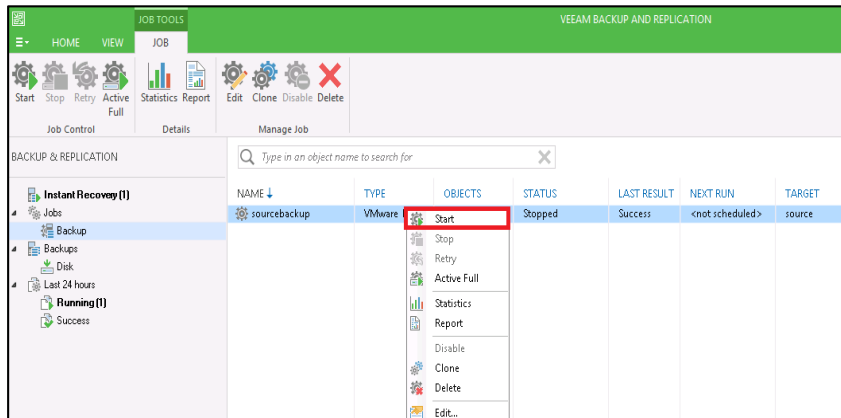 JOB TOOLS
VEEAM BACKUP AND REPLICATION
HOME VIEW JOB
Start Stop Retry Active Full Statistics Report Edit Clone Disable Delete
Job Control Details Manage Job
BACKUP & REPLICATION
Type in an object name to search for
Instant Recovery (1)
Jobs
Backup
Backups
Disk
Last 24 hours
Running (1)
Success
NAME TYPE OBJECTS STATUS LAST RESULT NEXT RUN TARGET
sourcebackup VMware Stopped Success <not scheduled> source
Start
Stop
Retry
Active Full
Statistics
Report
Disable
Clone
Delete
Edit...